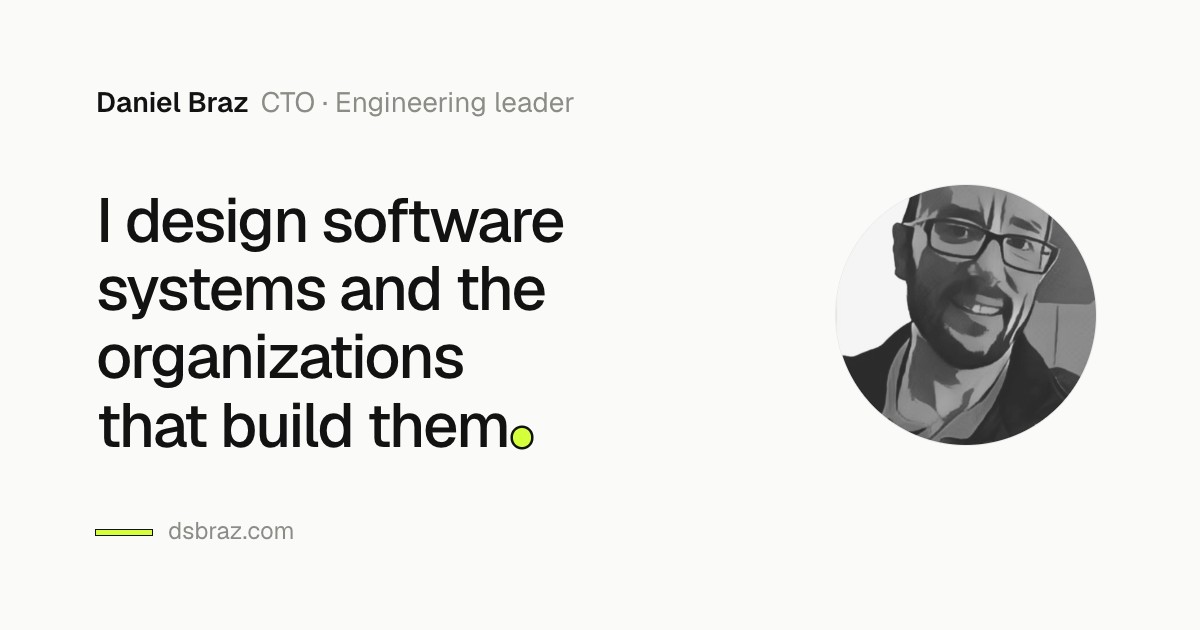 Daniel Braz CTO · Engineering leader
I design software
systems and the
organizations
that build them.
dsbraz.com